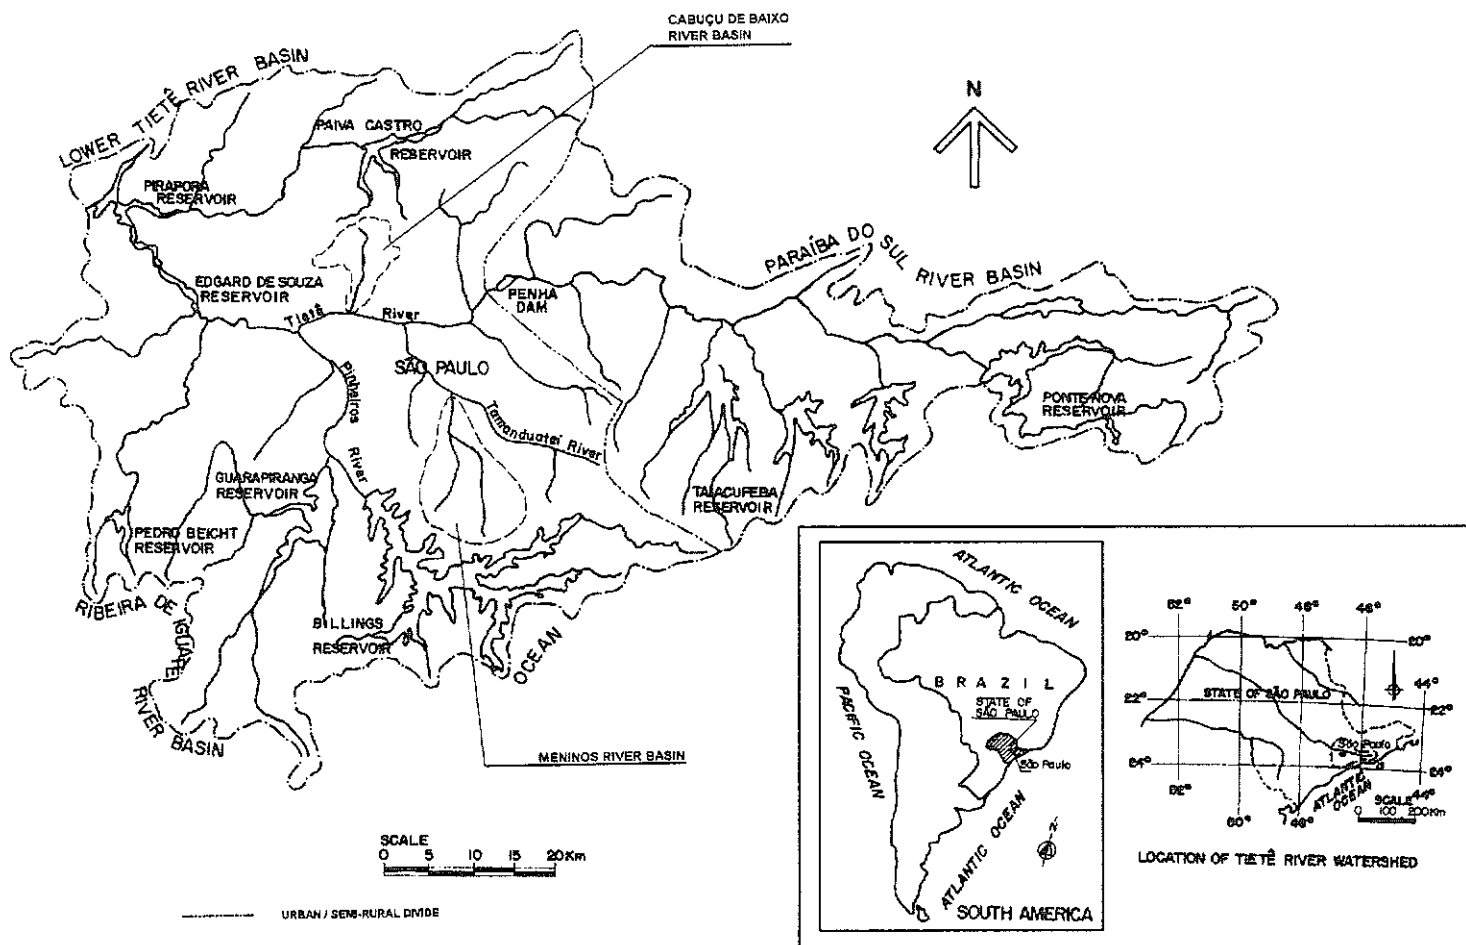 CABUÇU DE BAIXO
RIVER BASIN
LOWER TIETÊ RIVER BASIN
N
PAIVA CASTRO
RESERVOIR
PIRAPORA
RESERVOIR
PARAÍBA DO SUL RIVER BASIN
EDGARD DE SOUZA
RESERVOIR
PENHA
DAM
Tietê River
SÃO PAULO
Pinheiros River
PONTE NOVA
RESERVOIR
Tamanduateí River
GUARAPIRANGA
RESERVOIR
TAIAÇUPEBA
RESERVOIR
PEDRO BEICHT
RESERVOIR
RIBEIRA DE IGUAPE
RIVER BASIN
BILLINGS
RESERVOIR
OCEAN
MENINOS RIVER BASIN
SCALE
0 5 10 15 20 Km
URBAN / SEMI-RURAL DIVIDE
ATLANTIC OCEAN
BRAZIL
STATE OF
SÃO PAULO
São Paulo
PACIFIC OCEAN
ATLANTIC OCEAN
N
SOUTH AMERICA
52° 50° 48° 46°
20° 20°
44°
STATE OF SÃO PAULO
22° 22°
São Paulo
24° 24°
ATLANTIC
OCEAN
44°
52°
50° 48°
SCALE
0 100 200 Km
LOCATION OF TIETÊ RIVER WATERSHED